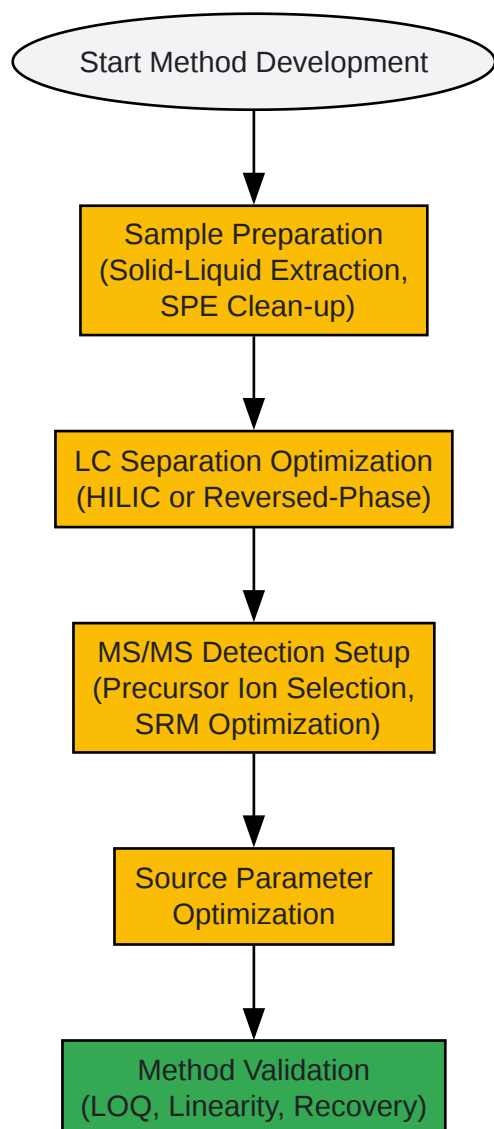 Start Method Development
Sample Preparation
(Solid-Liquid Extraction,
SPE Clean-up)
LC Separation Optimization
(HILIC or Reversed-Phase)
MS/MS Detection Setup
(Precursor Ion Selection,
SRM Optimization)
Source Parameter
Optimization
Method Validation
(LOQ, Linearity, Recovery)